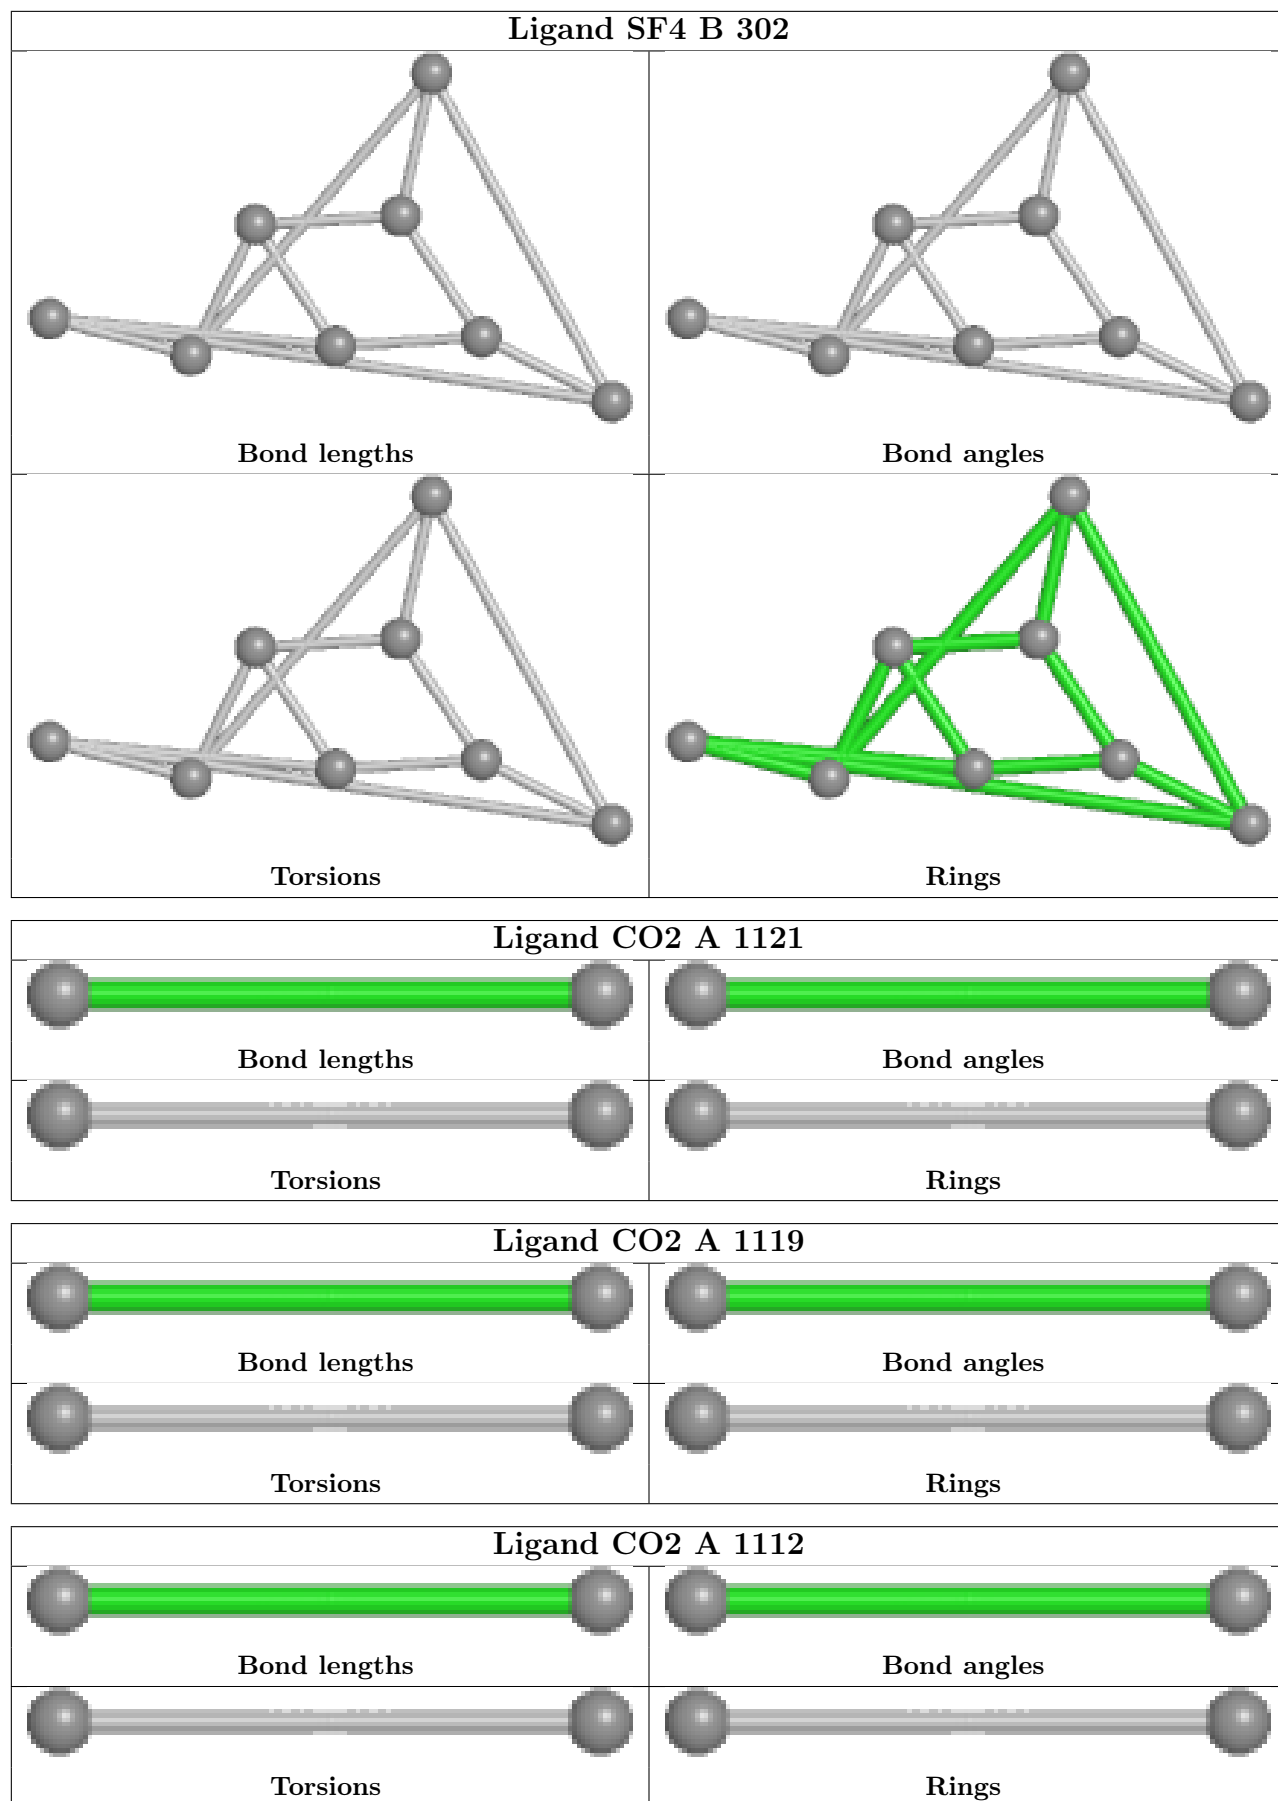 Ligand SF4 B 302
Bond lengths
Bond angles
Torsions
Rings
Ligand CO2 A 1121
Bond lengths
Bond angles
Torsions
Rings
Ligand CO2 A 1119
Bond lengths
Bond angles
Torsions
Rings
Ligand CO2 A 1112
Bond lengths
Bond angles
Torsions
Rings